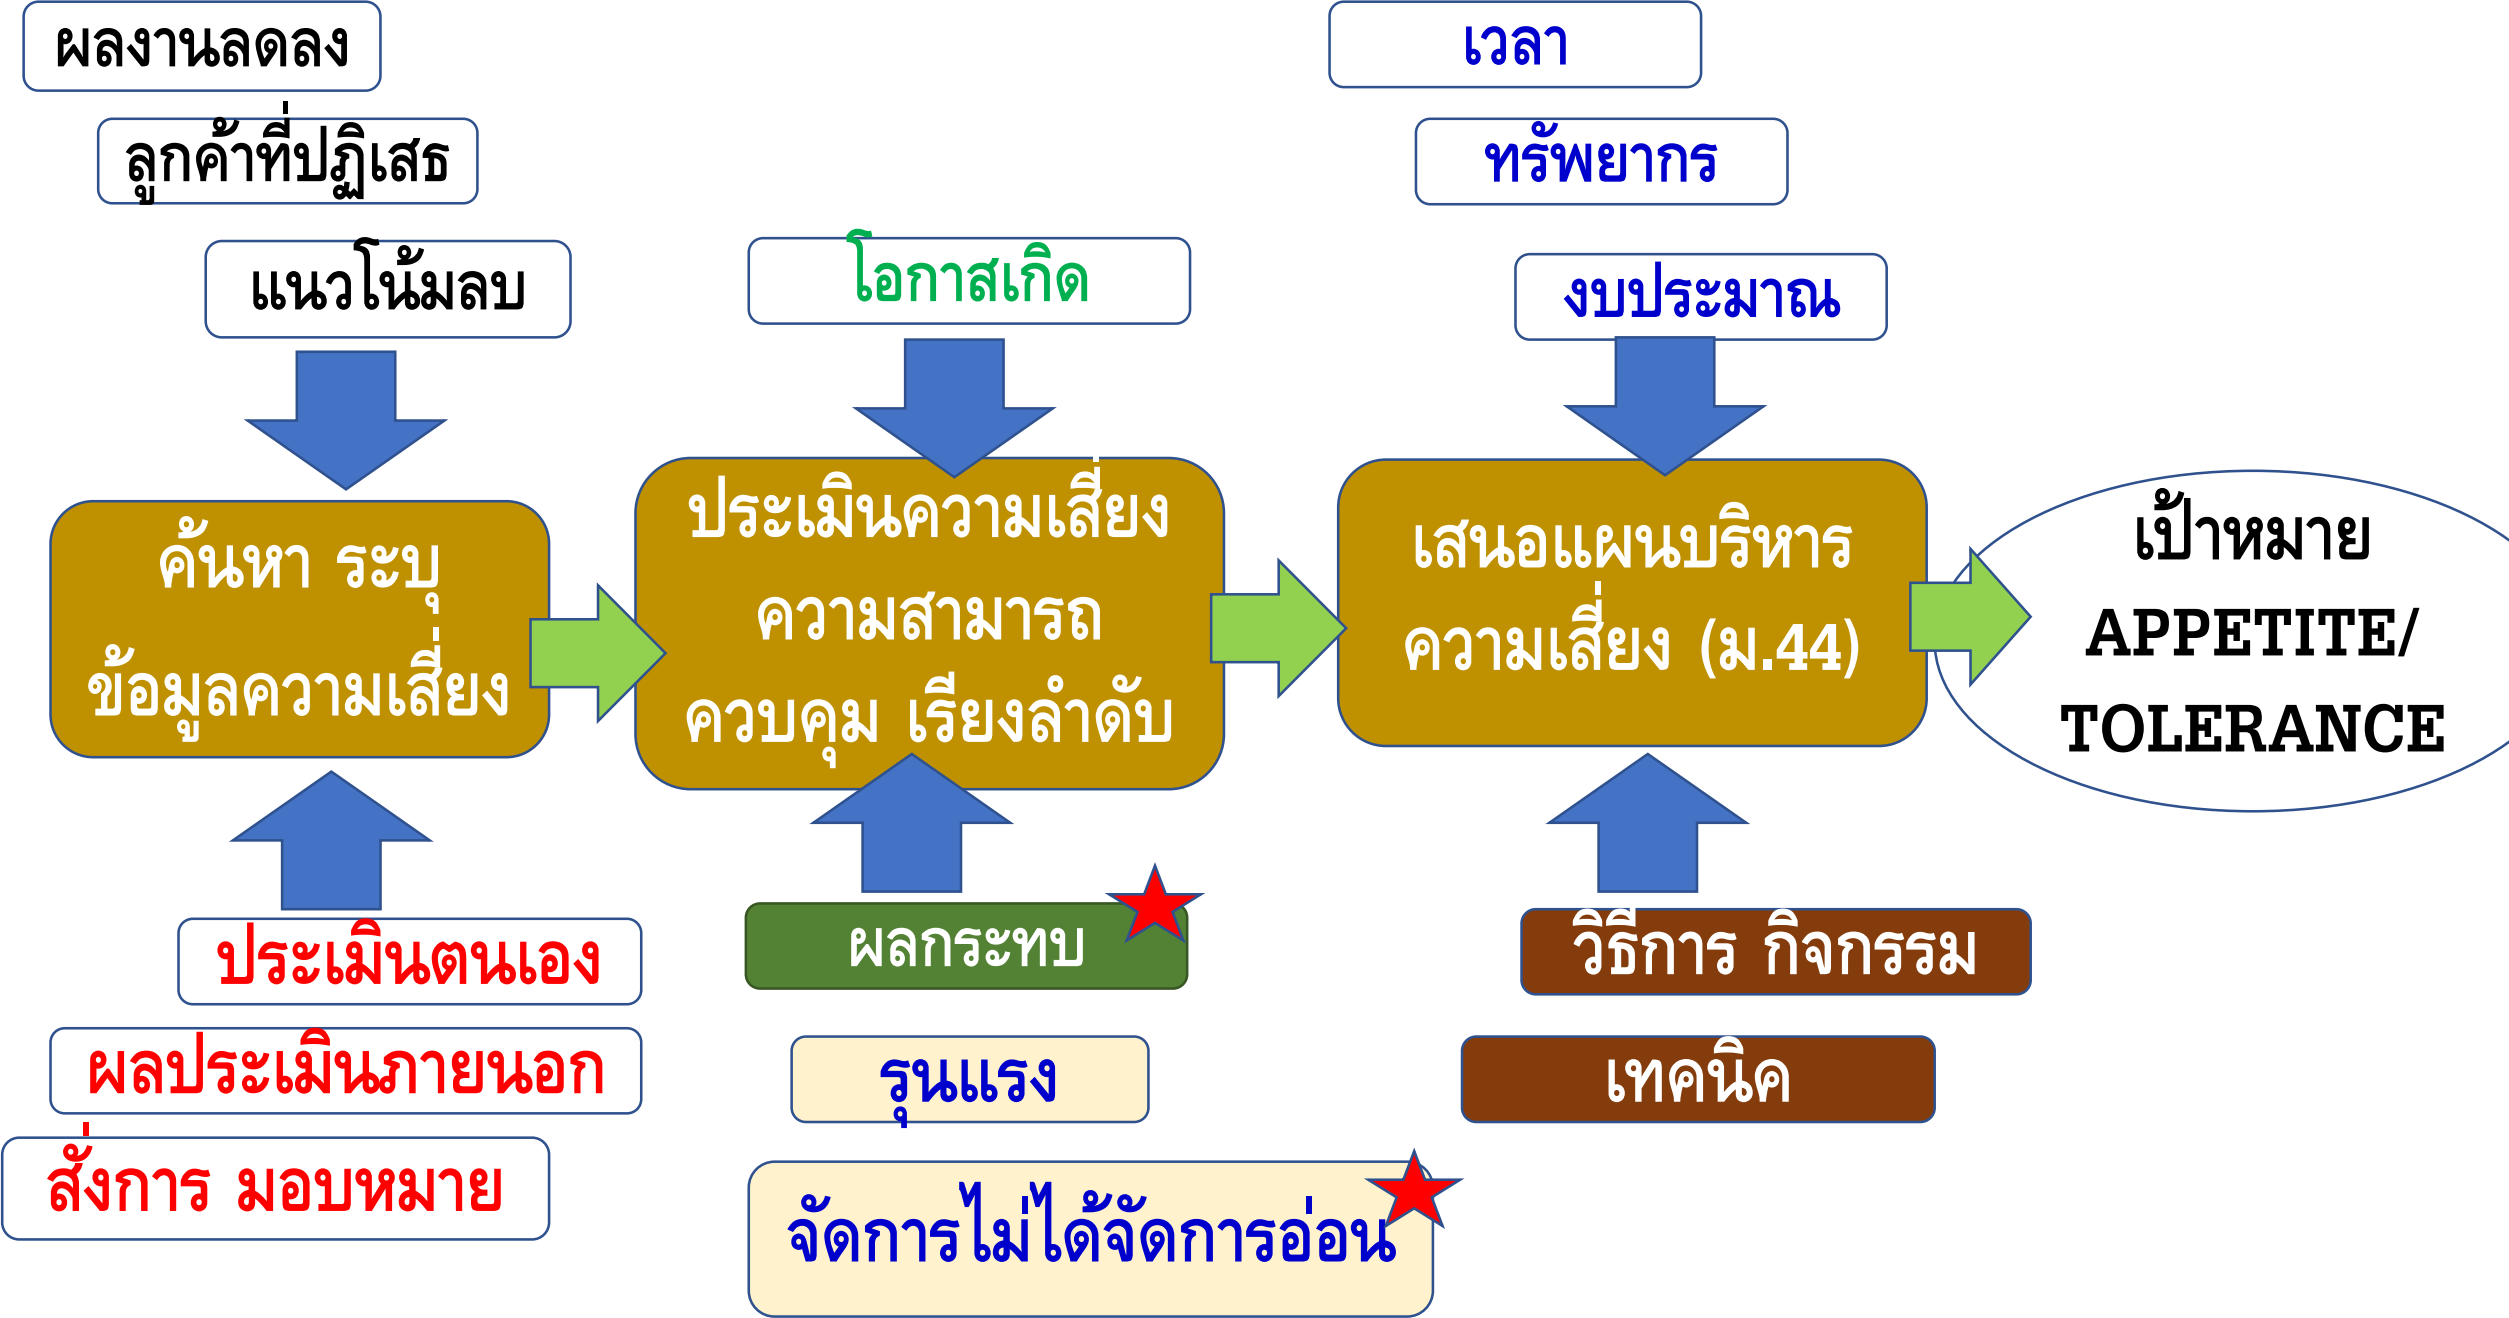 ผลงานลดลง
ลูกค้าที่ปฏิเสธ
แนวโน้มลบ
โอกาสเกิด
เวลา
ทรัพยากร
งบประมาณ
ค้นหา ระบุ
ข้อมูลความเสี่ยง
ประเมินความเสี่ยง
ความสามารถ
ควบคุม เรียงลำดับ
เสนอแผนบริหาร
ความเสี่ยง (ม.44)
เป้าหมาย
APPETITE/
TOLERANCE
ประเมินตนเอง
ผลประเมินภายนอก
สั่งการ มอบหมาย
ผลกระทบ
รุนแรง
จัดการไม่ได้จัดการอ่อน
วิธีการ กิจกรรม
เทคนิค